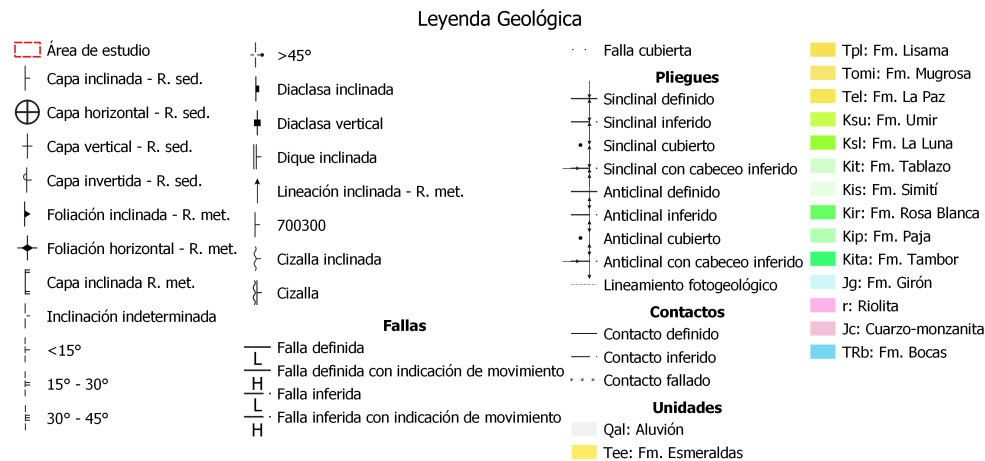 Leyenda Geológica
Área de estudio
Capa inclinada - R. sed.
Capa horizontal - R. sed.
Capa vertical - R. sed.
Capa invertida - R. sed.
Foliación inclinada - R. met.
Foliación horizontal - R. met.
Capa inclinada R. met.
Inclinación indeterminada
<15°
15° - 30°
30° - 45°
>45°
Diaclasa inclinada
Diaclasa vertical
Dique inclinada
Lineación inclinada - R. met.
700300
Cizalla inclinada
Cizalla
Fallas
Falla definida
L
Falla definida con indicación de movimiento
H
Falla inferida
L
Falla inferida con indicación de movimiento
H
Falla cubierta
Pliegues
Sinclinal definido
Sinclinal inferido
Sinclinal cubierto
Sinclinal con cabeceo inferido
Anticlinal definido
Anticlinal inferido
Anticlinal cubierto
Anticlinal con cabeceo inferido
Lineamiento fotogeológico
Contactos
Contacto definido
Contacto inferido
Contacto fallado
Unidades
Qal: Aluvión
Tee: Fm. Esmeraldas
Tpl: Fm. Lisama
Tomi: Fm. Mugrosa
Tel: Fm. La Paz
Ksu: Fm. Umir
Ksl: Fm. La Luna
Kit: Fm. Tablazo
Kis: Fm. Simití
Kir: Fm. Rosa Blanca
Kip: Fm. Paja
Kita: Fm. Tambor
Jg: Fm. Girón
r: Riolita
Jc: Cuarzo-monzanita
TRb: Fm. Bocas